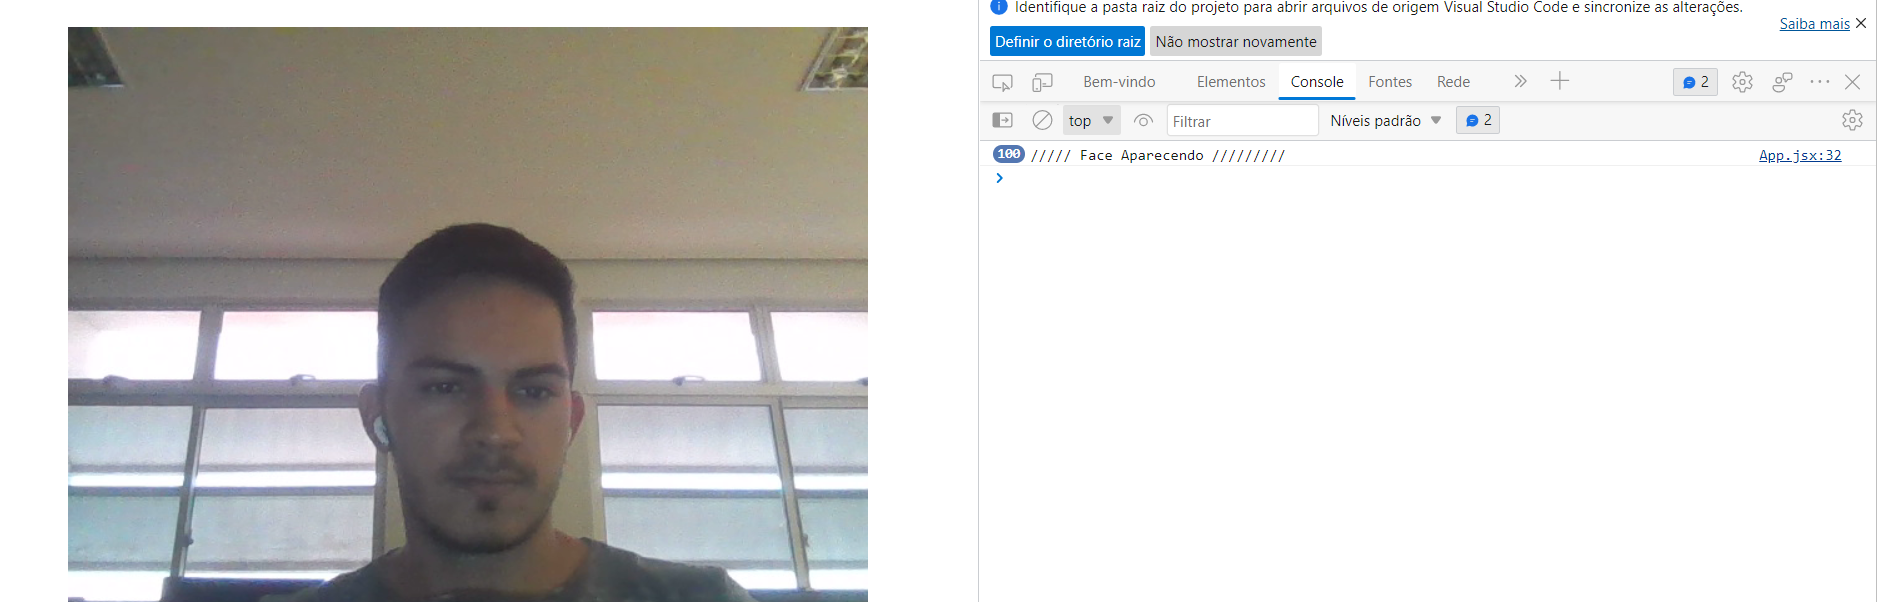 Identifique a pasta raiz do projeto para abrir arquivos de origem Visual Studio Code e sincronize as alterações.
Saiba mais
Definir o diretório raiz Não mostrar novamente
Bem-vindo Elementos Console Fontes Rede 2
top Filtrar Níveis padrão 2
100 ///// Face Aparecendo ///////// App.jsx:32